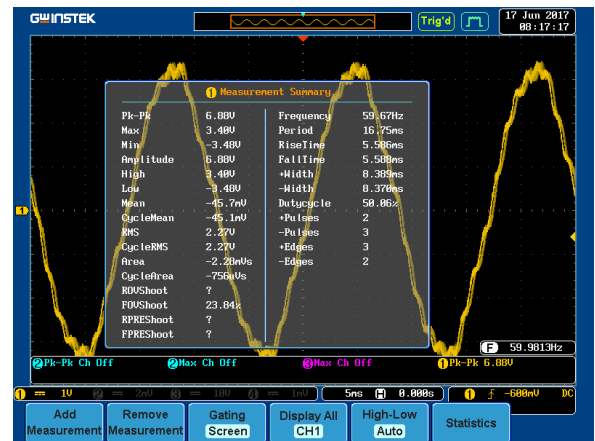 GWINSTEK
Trig'd
17 Jun 2017
08:17:17
1 Measurement Summary
Pk-Pk 6.88V Frequency 59.67Hz
Max 3.40V Period 16.75ms
Min -3.48V RiseTime 5.586ms
Amplitude 6.88V FallTime 5.588ms
High 3.40V +Width 8.389ms
Low -3.48V -Width 8.370ms
Mean -45.7mV Dutycycle 50.06%
CycleMean -45.1mV +Pulses 2
RMS 2.27V -Pulses 3
CycleRMS 2.27V +Edges 3
Area -2.28mVs -Edges 2
CycleArea -756uVs
ROVShoot ?
FOVShoot 23.84%
RPREShoot ?
FPREShoot ?
1
F 59.9813Hz
2 Pk-Pk Ch Off 2 Max Ch Off 3 Max Ch Off 1 Pk-Pk 6.88V
1 1V 2 2mV 3 10V 4 1mV 5ms H 0.000s 1 -600mV DC
Add Measurement
Remove Measurement
Gating
Screen
Display All
CH1
High-Low
Auto
Statistics